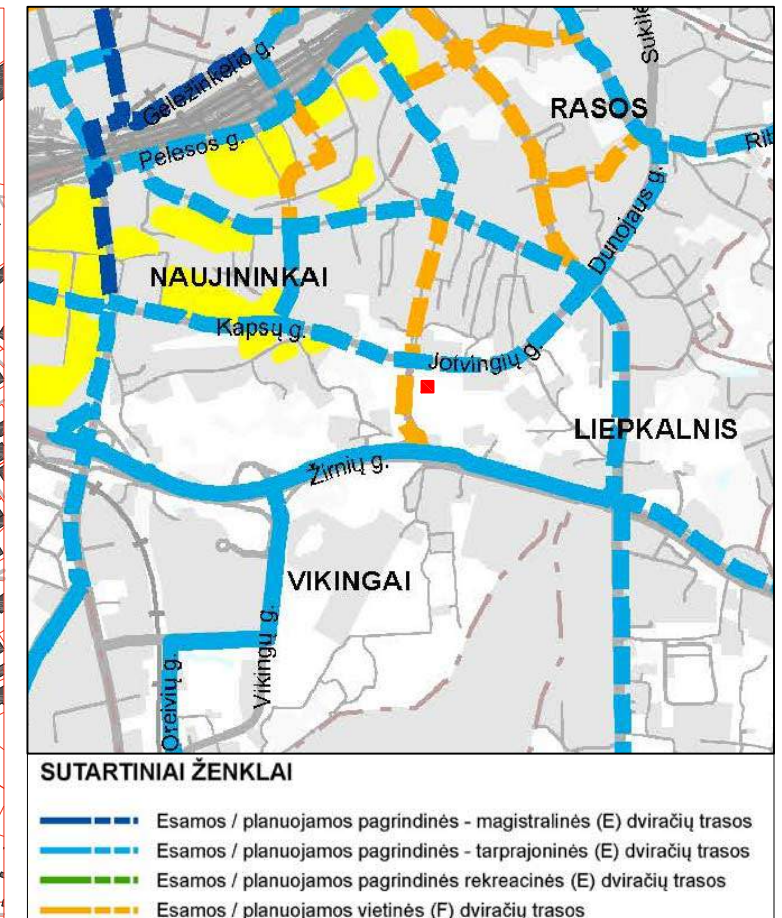 Sukilė
Geležinkelio g.
RASOS
Pelesos g.
Rib
Dunojaus g.
NAUJININKAI
Kapsų g.
Jotvingių g.
LIEPKALNIS
Žirnių g.
VIKINGAI
Vikingų g.
Oreivių g.
SUTARTINIAI ŽENKLAI
Esamos / planuojamos pagrindinės - magistralinės (E) dviračių trasos
Esamos / planuojamos pagrindinės - tarprajoninės (E) dviračių trasos
Esamos / planuojamos pagrindinės rekreacinės (E) dviračių trasos
Esamos / planuojamos vietinės (F) dviračių trasos